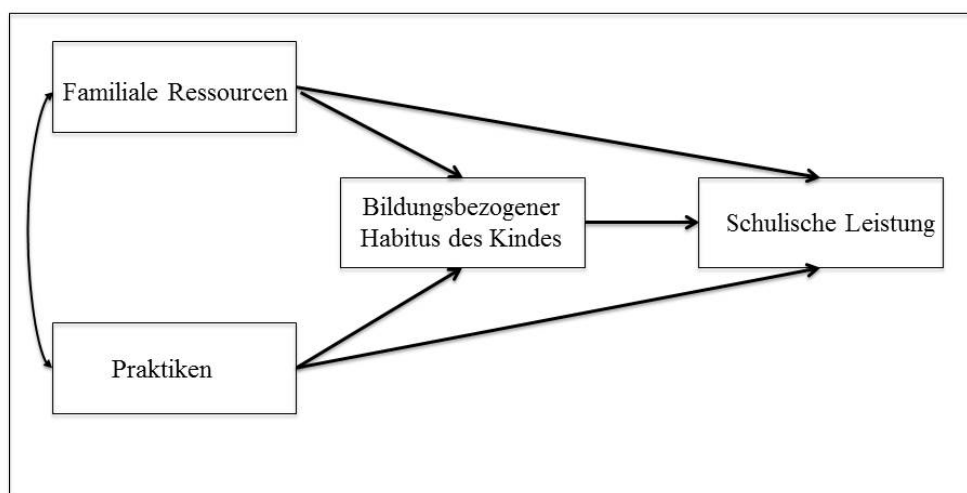 Familiale Ressourcen
Bildungsbezogener
Habitus des Kindes
Schulische Leistung
Praktiken